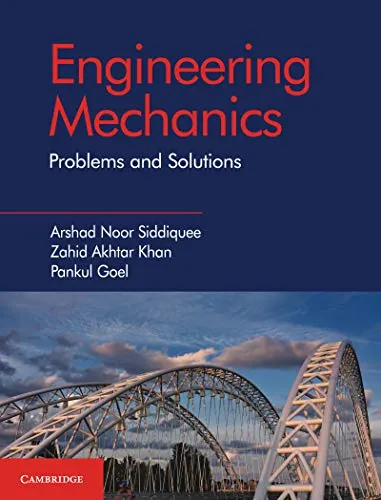 Engineering
Mechanics
Problems and Solutions
Arshad Noor Siddiquee
Zahid Akhtar Khan
Pankul Goel
CAMBRIDGE